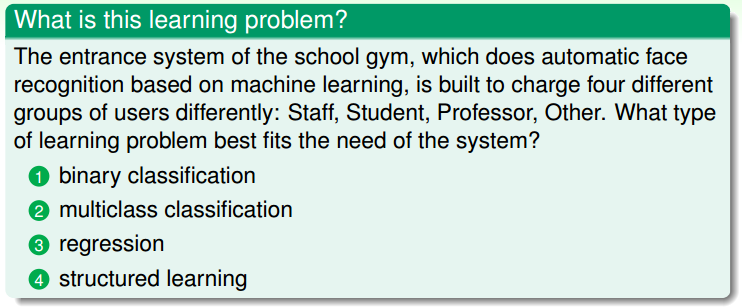 What is this learning problem?
The entrance system of the school gym, which does automatic face
recognition based on machine learning, is built to charge four different
groups of users differently: Staff, Student, Professor, Other. What type
of learning problem best fits the need of the system?
1 binary classification
2 multiclass classification
3 regression
4 structured learning